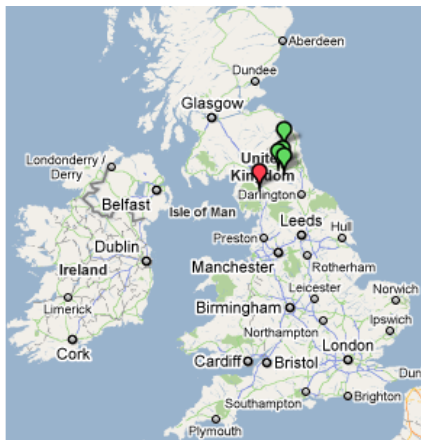 Aberdeen
Dundee
Glasgow
Londonderry /
Derry
United
Kingdom
Belfast
Darlington
Isle of Man
Leeds
Hull
Preston
Dublin
Manchester
Rotherham
Ireland
Leicester
Norwich
Limerick
Birmingham
Ipswich
Northampton
Cork
London
Cardiff
Bristol
Dun
Southampton
Brighton
Plymouth